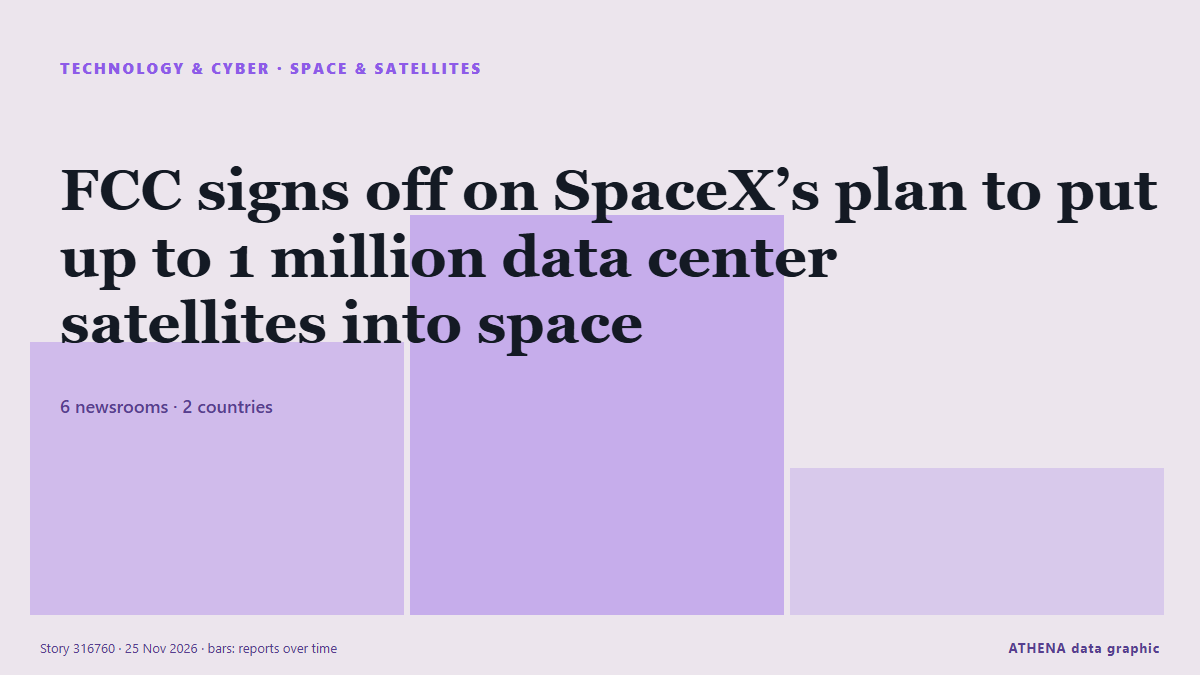 TECHNOLOGY & CYBER · SPACE & SATELLITES
FCC signs off on SpaceX’s plan to put
up to 1 million data center
satellites into space
6 newsrooms · 2 countries
Story 316760 · 25 Nov 2026 · bars: reports over time
ATHENA data graphic